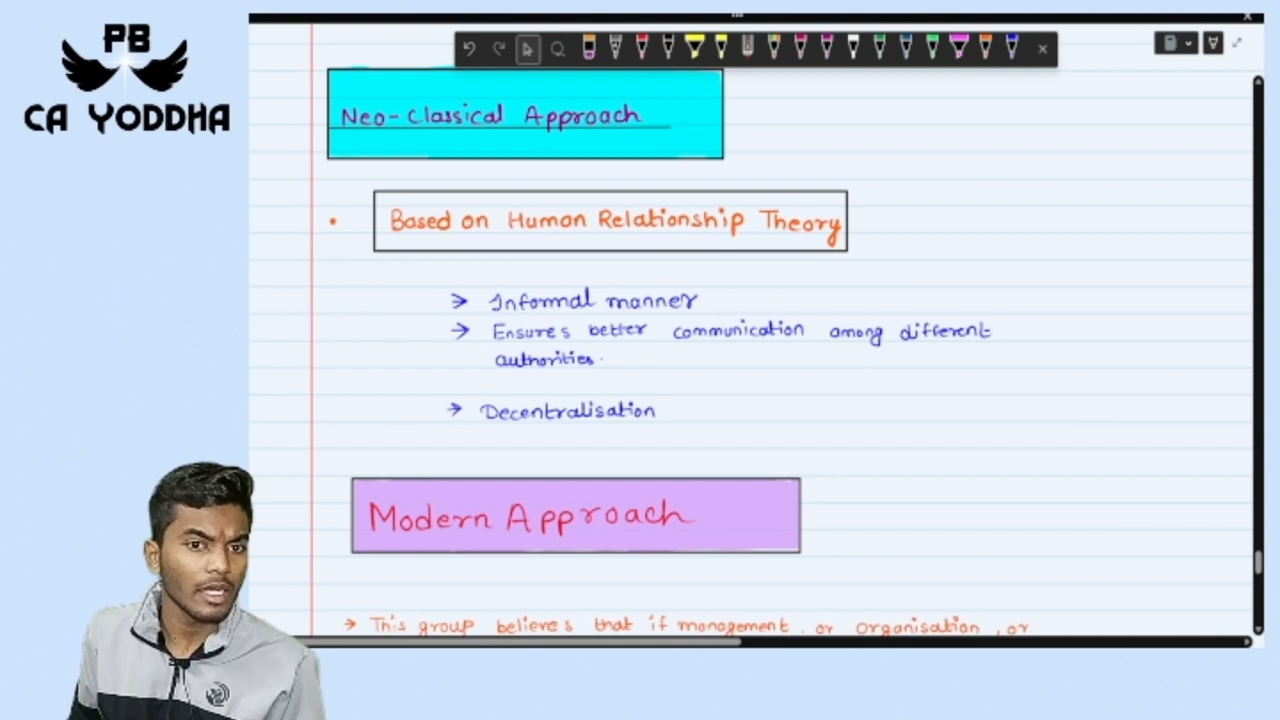 PB
CA YODDHA
Neo-Classical Approach
Based on Human Relationship Theory
Informal manner
Ensures better communication among different
authorities.
Decentralisation
Modern Approach
This group believes that if management, or organisation, or